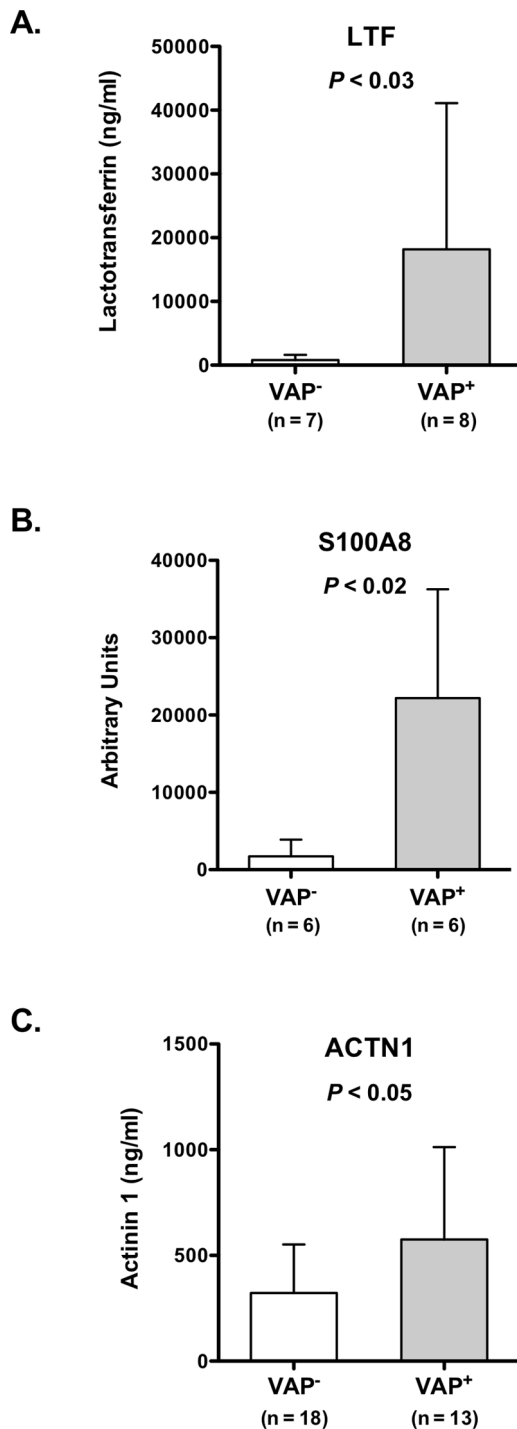 A.
LTF
P < 0.03
50000
40000
30000
20000
10000
0
Lactotransferrin (ng/ml)
VAP⁻ VAP⁺
(n = 7) (n = 8)
B.
S100A8
P < 0.02
40000
30000
20000
10000
0
Arbitrary Units
VAP⁻ VAP⁺
(n = 6) (n = 6)
C.
ACTN1
P < 0.05
1500
1000
500
0
Actinin 1 (ng/ml)
VAP⁻ VAP⁺
(n = 18) (n = 13)